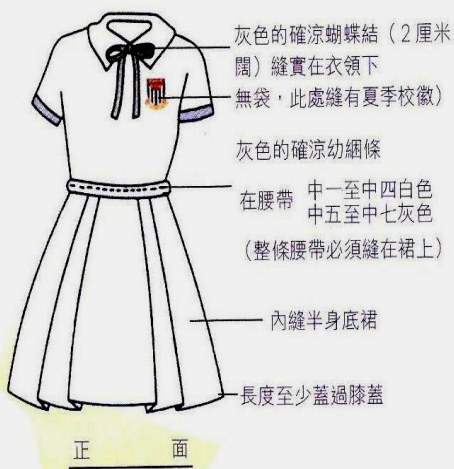 灰色的確涼蝴蝶結（2厘米
闊）縫實在衣領下
無袋，此處縫有夏季校徽）
灰色的確涼幼綑條
在腰帶 中一至中四白色
中五至中七灰色
（整條腰帶必須縫在裙上）
內縫半身底裙
長度至少蓋過膝蓋
正 面